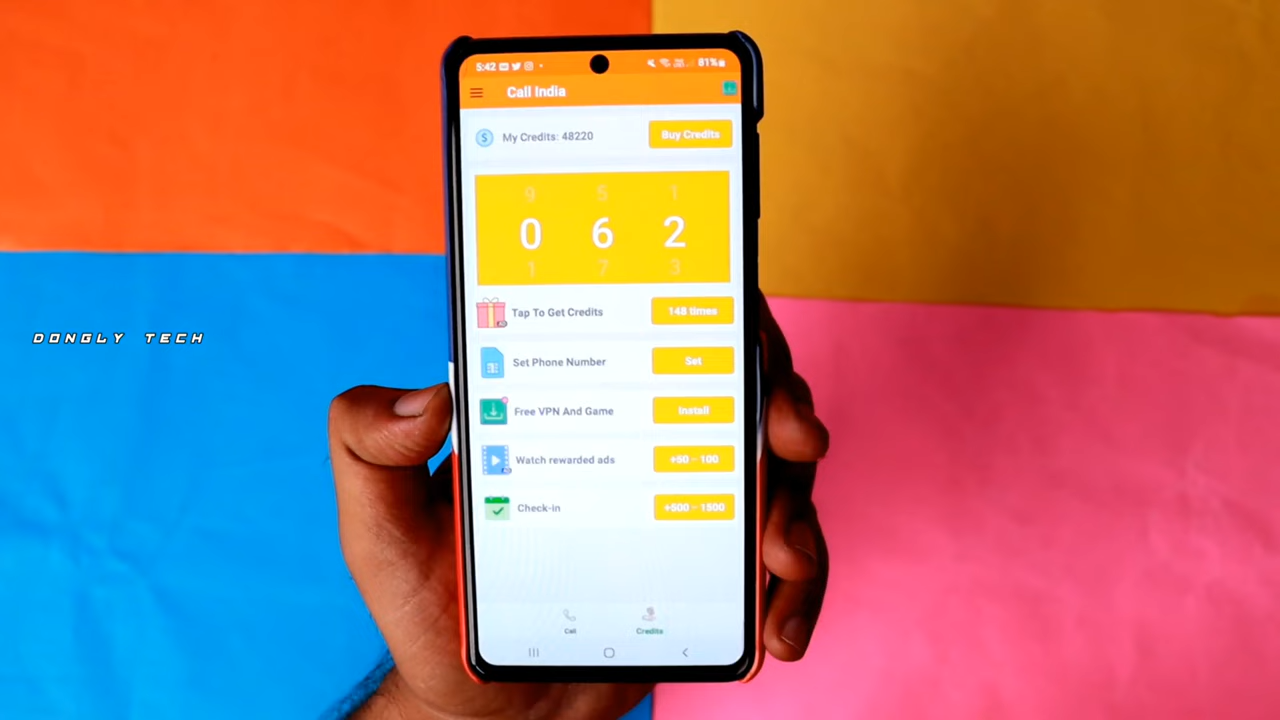 5:42
81%
Call India
My Credits: 48220
Buy Credits
9 5 1
0 6 2
1 7 3
Tap To Get Credits
148 times
Set Phone Number
Set
Free VPN And Game
Install
Watch rewarded ads
+50 - 100
Check-in
+500 - 1500
Call
Credits
DONGLY TECH